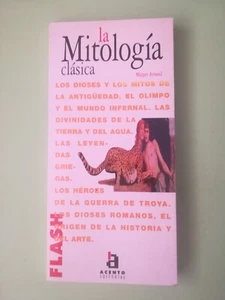 la
Mitología
clásica
LOS DIOSES Y LOS MITOS DE
LA ANTIGÜEDAD. EL OLIMPO
Y EL MUNDO INFERNAL. LAS
DIVINIDADES DE LA
TIERRA Y DEL AGUA.
LAS LEYEN-
DAS
GRIE-
GAS.
LOS HÉROES
DE LA GUERRA DE TROYA.
LOS DIOSES ROMANOS. EL
ORIGEN DE LA HISTORIA Y
DEL ARTE.
FLASH
ACENTO
EDITORIAL